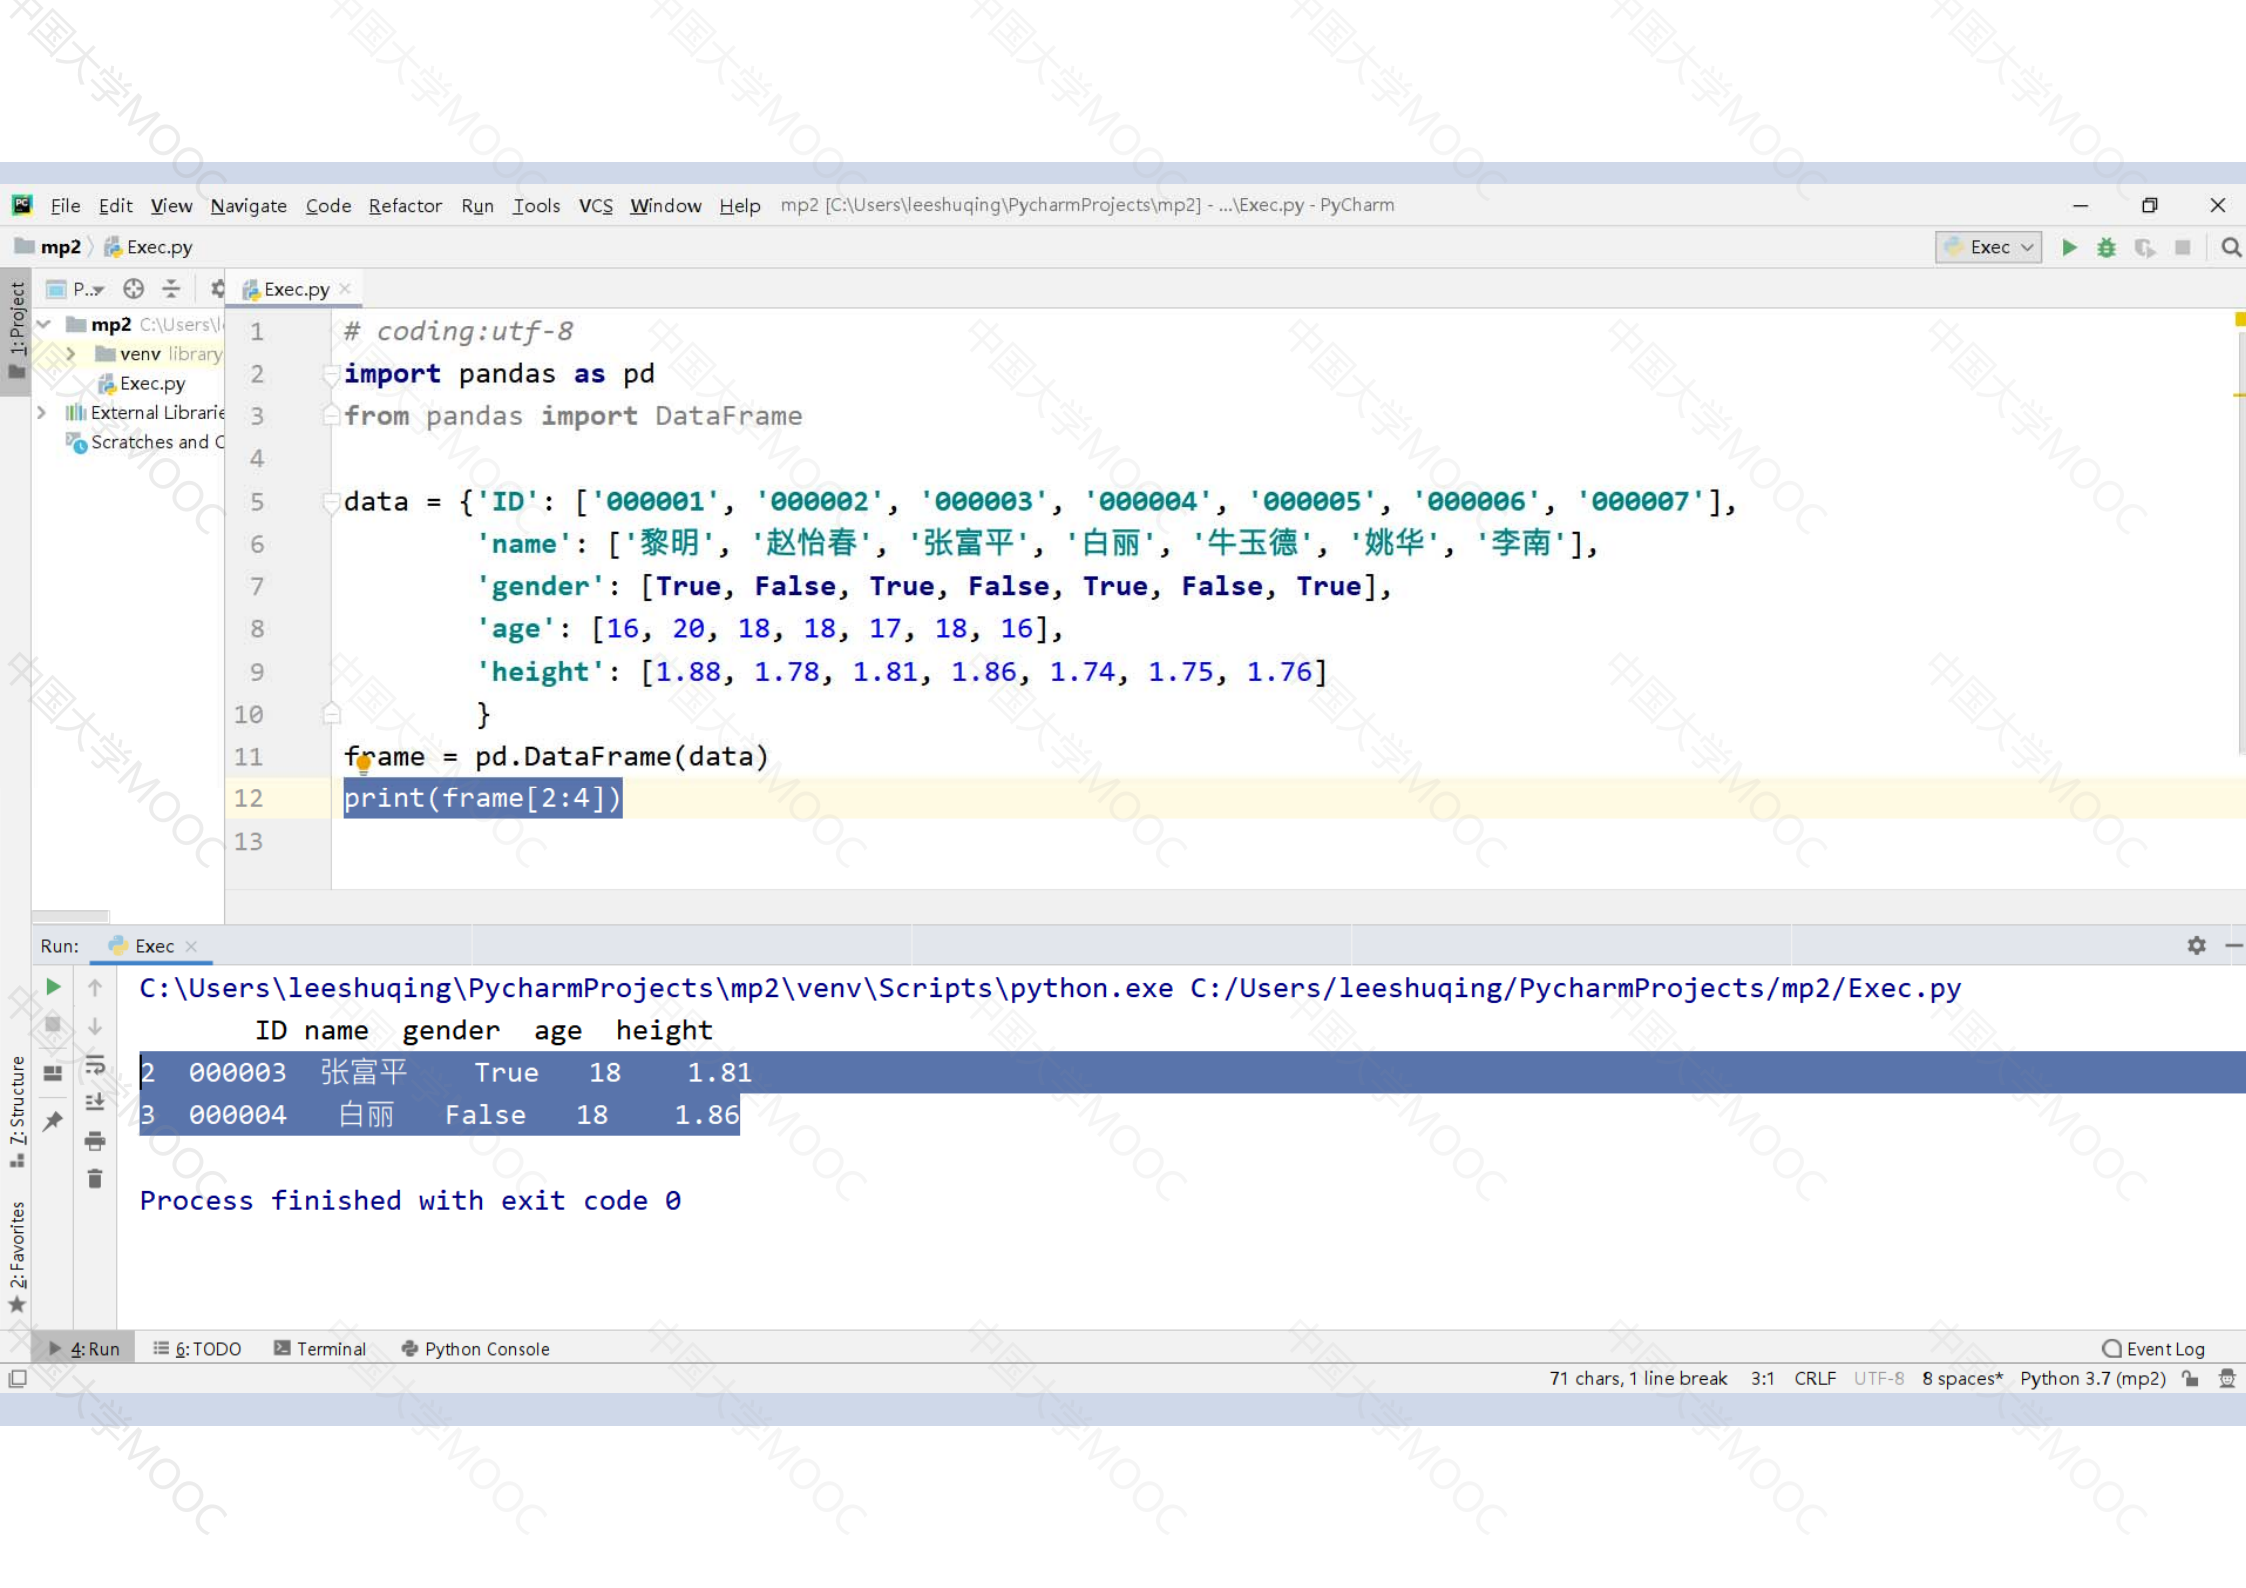 File Edit View Navigate Code Refactor Run Tools VCS Window Help mp2 [C:\Users\leeshuqing\PycharmProjects\mp2] - ...\Exec.py - PyCharm
mp2 Exec.py
Exec
P.. Exec.py
1: Project
mp2 C:\Users\l
venv library
Exec.py
External Librarie
Scratches and C
1 # coding:utf-8
2 import pandas as pd
3 from pandas import DataFrame
4
5 data = {'ID': ['000001', '000002', '000003', '000004', '000005', '000006', '000007'],
6 'name': ['黎明', '赵怡春', '张富平', '白丽', '牛玉德', '姚华', '李南'],
7 'gender': [True, False, True, False, True, False, True],
8 'age': [16, 20, 18, 18, 17, 18, 16],
9 'height': [1.88, 1.78, 1.81, 1.86, 1.74, 1.75, 1.76]
10 }
11 frame = pd.DataFrame(data)
12 print(frame[2:4])
13
Run: Exec
C:\Users\leeshuqing\PycharmProjects\mp2\venv\Scripts\python.exe C:/Users/leeshuqing/PycharmProjects/mp2/Exec.py
ID name gender age height
2 000003 张富平 True 18 1.81
3 000004 白丽 False 18 1.86
Process finished with exit code 0
7: Structure
2: Favorites
4: Run 6: TODO Terminal Python Console Event Log
71 chars, 1 line break 3:1 CRLF UTF-8 8 spaces* Python 3.7 (mp2)
中国大学MOOC